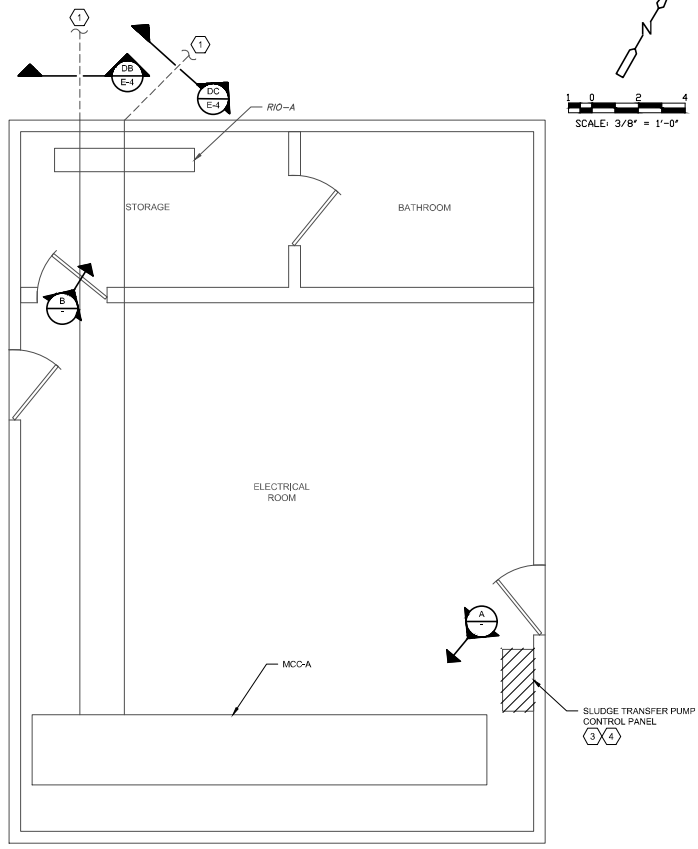 1
1
N
DB
E-4
DC
E-4
RIO-A
1 0 2 4
SCALE: 3/8" = 1'-0"
STORAGE
BATHROOM
B
-
ELECTRICAL
ROOM
A
-
MCC-A
SLUDGE TRANSFER PUMP
CONTROL PANEL
3 4